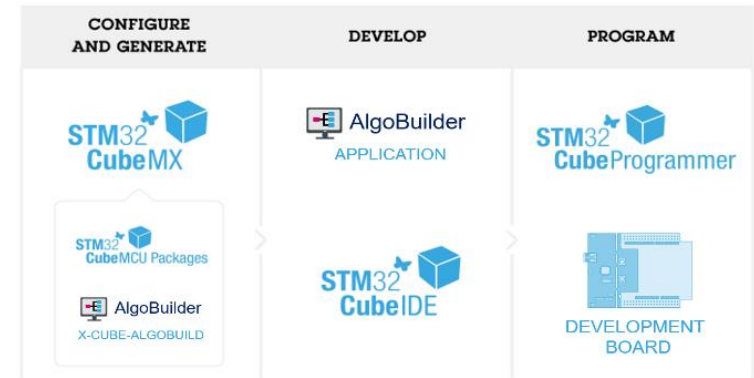 CONFIGURE
AND GENERATE
DEVELOP
PROGRAM
STM32
CubeMX
STM32
CubeMCU Packages
AlgoBuilder
X-CUBE-ALGOBUILD
AlgoBuilder
APPLICATION
STM32
CubeIDE
STM32
CubeProgrammer
DEVELOPMENT
BOARD